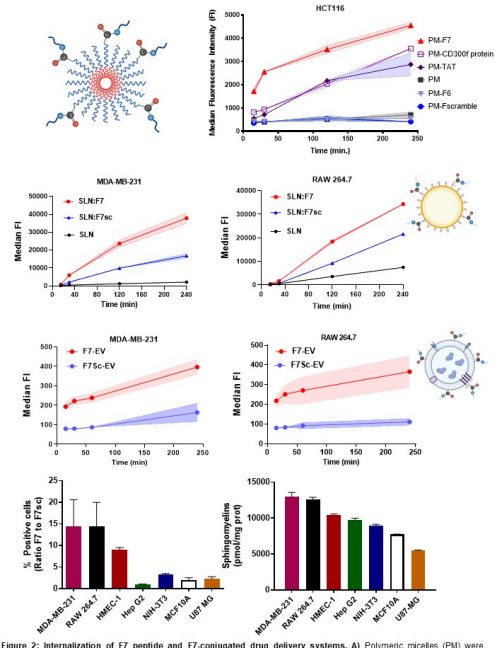 HCT116
Median Fluorescence Intensity (FI)
5000
4000
3000
2000
1000
0
0
60
120
180
240
Time (min.)
PM-F7
PM-CD300f protein
PM-TAT
PM
PM-F6
PM-Fscramble
MDA-MB-231
Median FI
50000
40000
30000
20000
10000
0
0
40
80
120
160
200
240
Time (min)
SLN:F7
SLN:F7sc
SLN
RAW 264.7
Median FI
40000
30000
20000
10000
0
0
40
80
120
160
200
240
Time (min)
SLN:F7
SLN:F7sc
SLN
MDA-MB-231
Median FI
600
400
200
0
0
50
100
150
200
250
Time (min)
F7-EV
F7Sc-EV
RAW 264.7
Median FI
500
400
300
200
100
0
0
50
100
150
200
250
Time (min)
F7-EV
F7Sc-EV
% Positive cells
(Ratio F7 to F7sc)
25
20
15
10
5
0
MDA-MB-231
RAW 264.7
HMEC-1
Hep G2
NIH-3T3
MCF10A
U87-MG
Sphingomyelins
(pmol/mg prot)
15000
10000
5000
0
MDA-MB-231
RAW 264.7
HMEC-1
Hep G2
NIH-3T3
MCF10A
U87-MG
Figure 2: Internalization of F7 peptide and F7-conjugated drug delivery systems. A) Polymeric micelles (PM) were